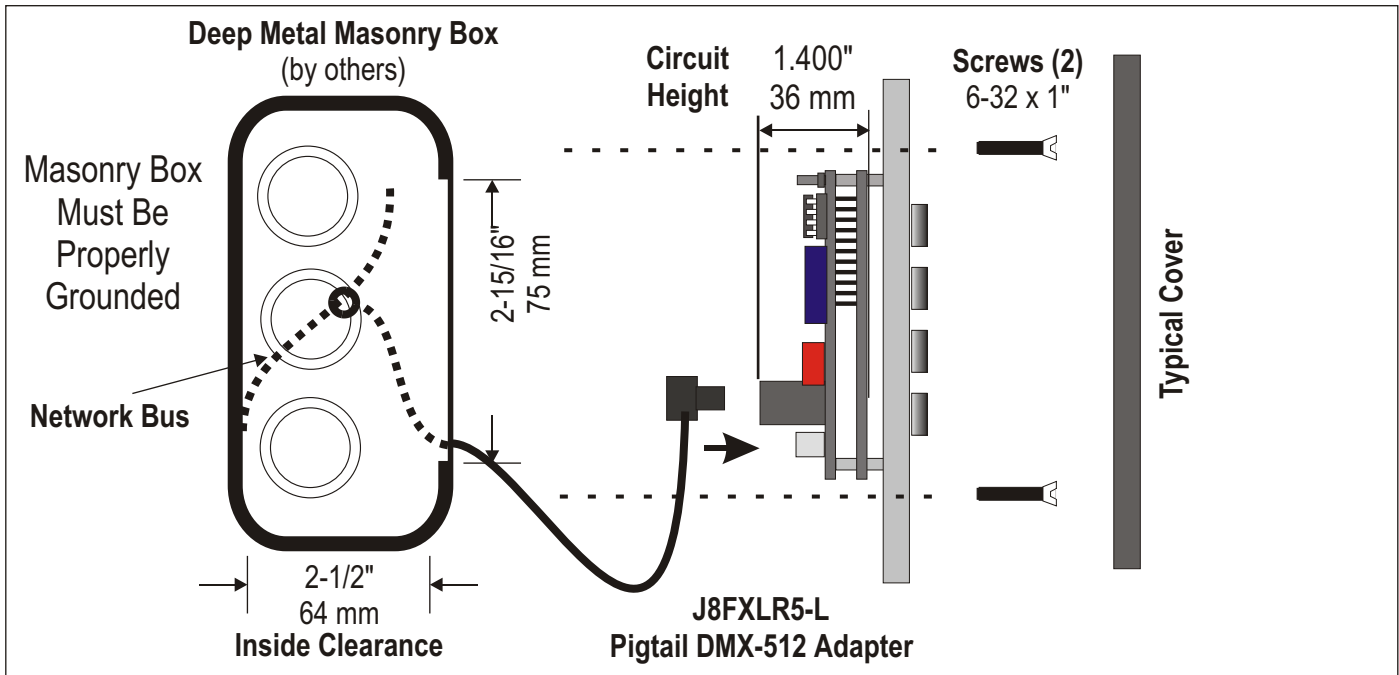 Deep Metal Masonry Box
(by others)
Masonry Box
Must Be
Properly
Grounded
Network Bus
2-15/16"
75 mm
2-1/2"
64 mm
Inside Clearance
Circuit
Height
1.400"
36 mm
Screws (2)
6-32 x 1"
Typical Cover
J8FXLR5-L
Pigtail DMX-512 Adapter